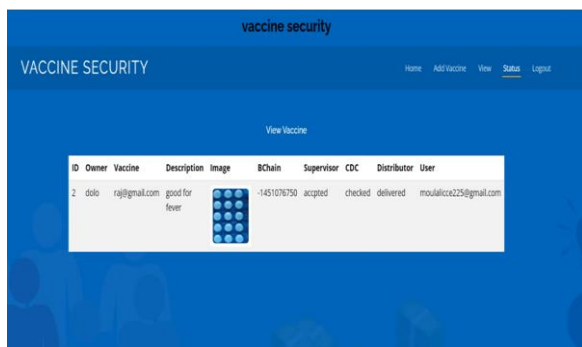 vaccine security
VACCINE SECURITY
Home Add Vaccine View Status Logout
View Vaccine
ID Owner Vaccine Description Image BChain Supervisor CDC Distributor User
2 dolo raj@gmail.com good for -1451076750 accpted checked delivered moulalicce225@gmail.com
fever